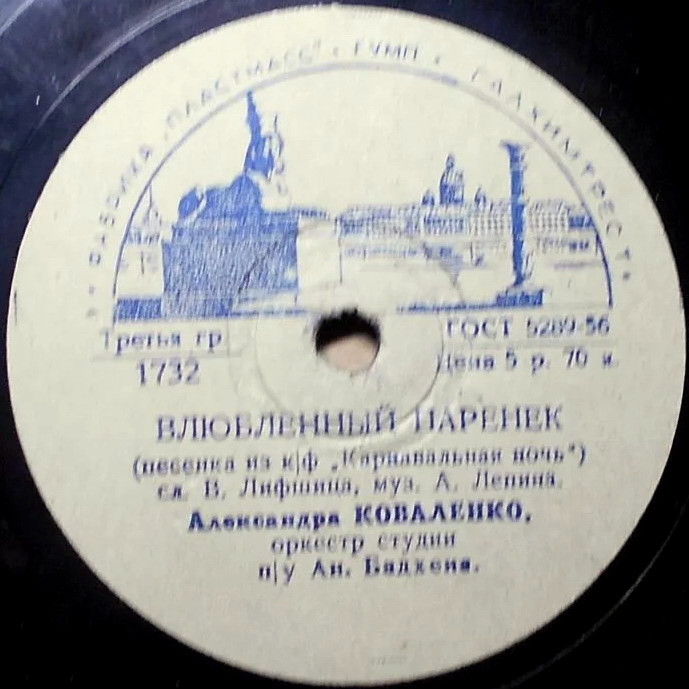 ФАБРИКА „ПЛАСТМАСС" • ГУМП • ГАЛХИМТРЕСТ
Третья гр
1732
ГОСТ 5289-56
Цена 5 р. 70 к.
ВЛЮБЛЕННЫЙ ПАРЕНЕК
(песенка из к/ф „Карнавальная ночь")
сл. В. Лифшица, муз. А. Лепина.
Александра КОВАЛЕНКО,
оркестр студии
п/у Ан. Бадхена.